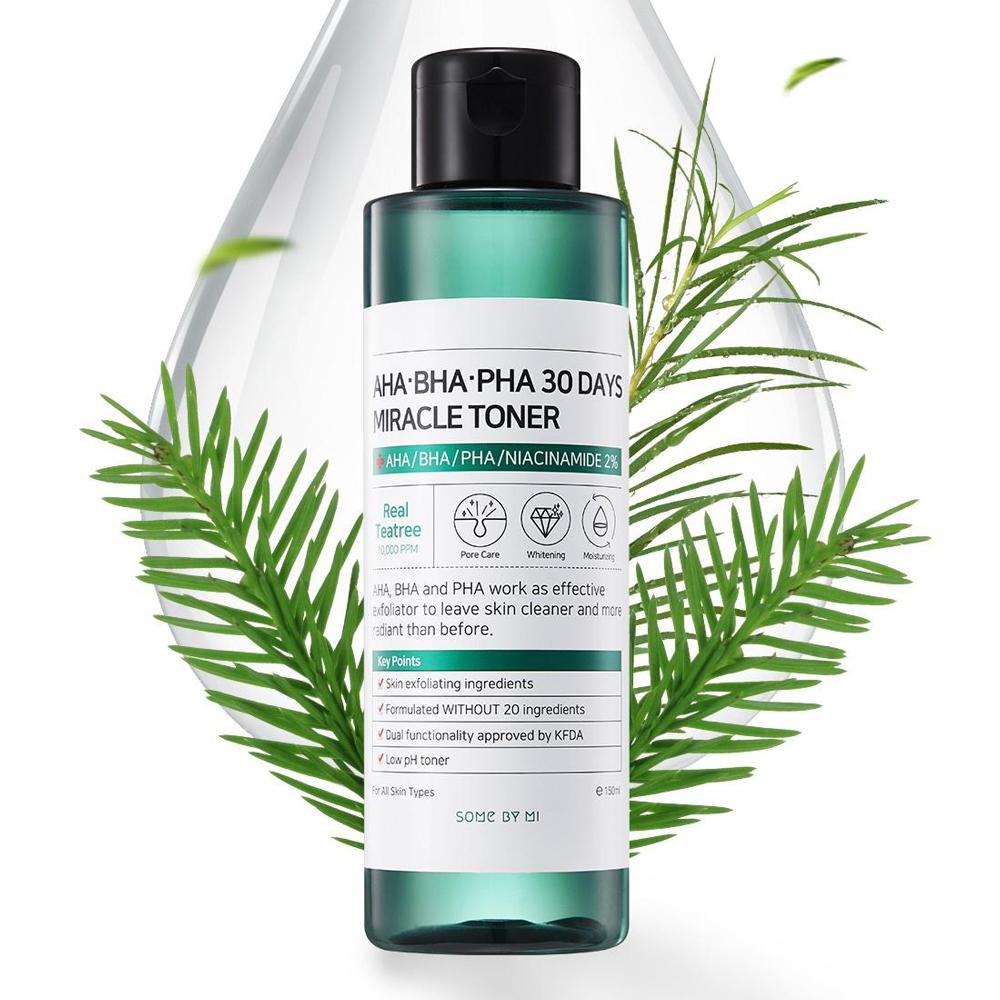 AHA·BHA·PHA 30 DAYS
MIRACLE TONER
+ AHA/BHA/PHA/NIACINAMIDE 2%
Real
Teatree
10,000 PPM
Pore Care
Whitening
Moisturizing
AHA, BHA and PHA work as effective
exfoliator to leave skin cleaner and more
radiant than before.
Key Points
✓ Skin exfoliating ingredients
✓ Formulated WITHOUT 20 ingredients
✓ Dual functionality approved by KFDA
✓ Low pH toner
For All Skin Types
℮ 150ml
SOME BY MI